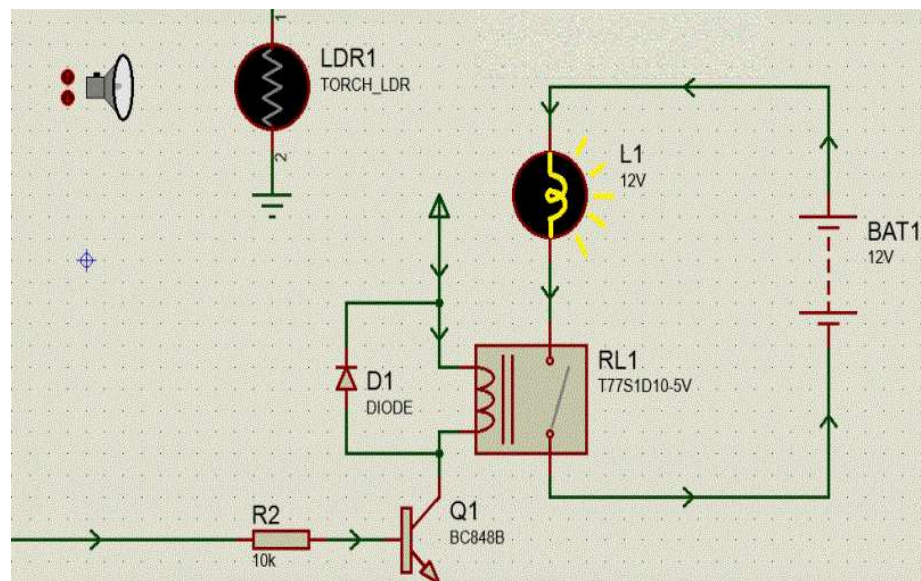 1
LDR1
TORCH_LDR
2
L1
12V
BAT1
12V
RL1
T77S1D10-5V
D1
DIODE
Q1
BC848B
R2
10k